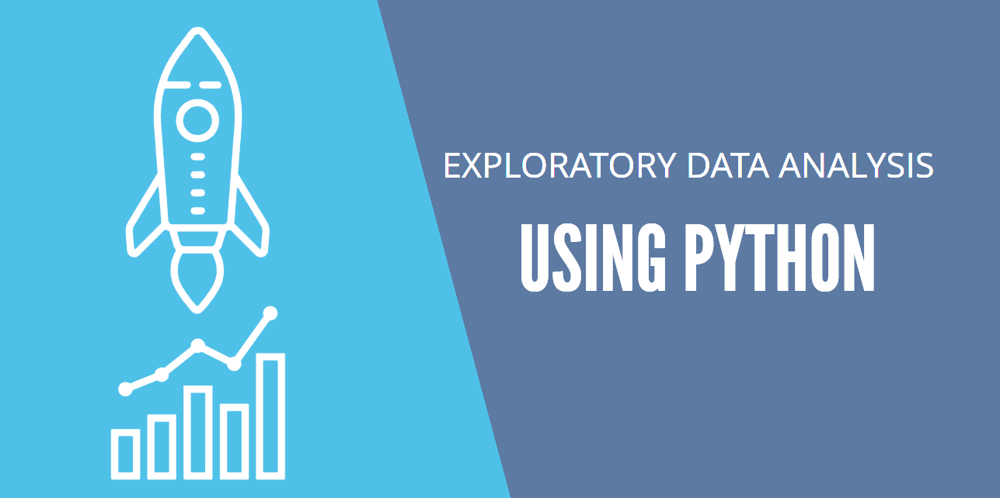 EXPLORATORY DATA ANALYSIS
USING PYTHON